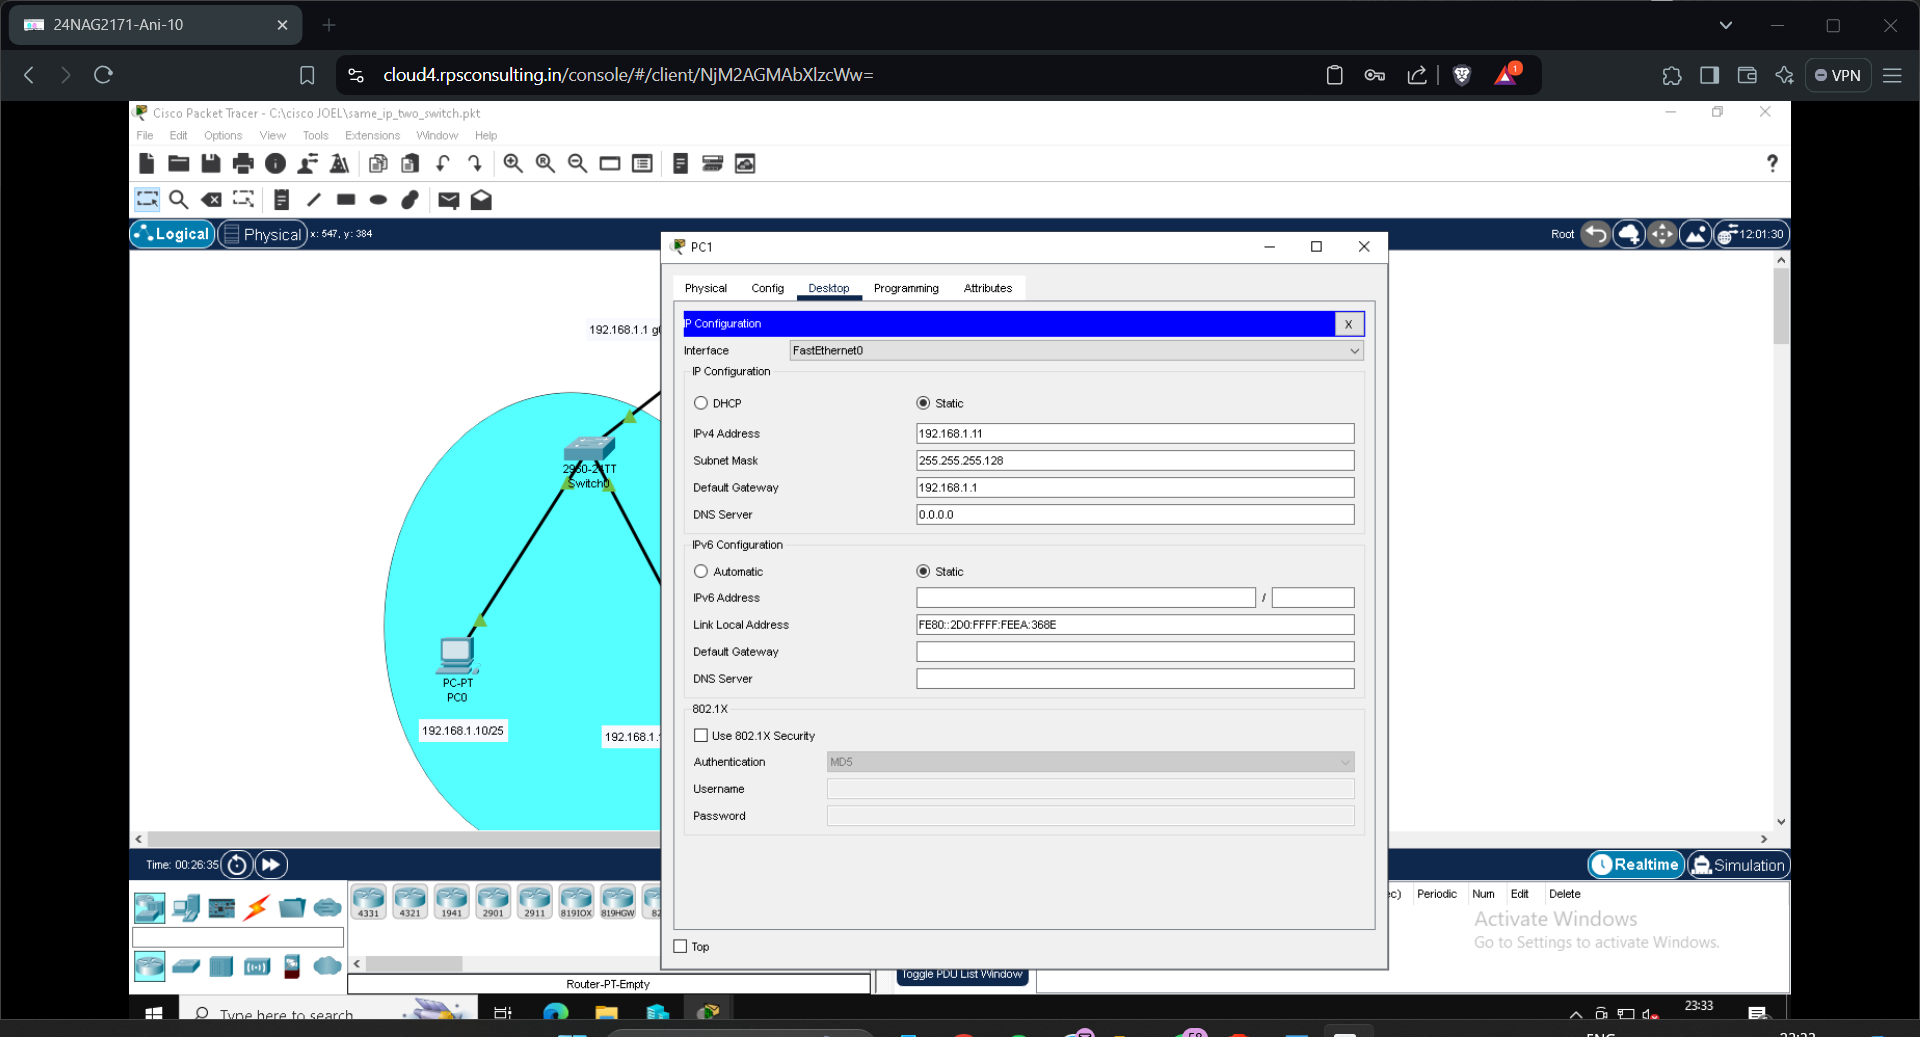 24NAG2171-Ani-10
cloud4.rpsconsulting.in/console/#/client/NjM2AGMAbXlzcWw=
1
VPN
Cisco Packet Tracer - C:\cisco JOEL\same_ip_two_switch.pkt
File Edit Options View Tools Extensions Window Help
?
Logical Physical x: 547, y: 384
Root 12:01:30
PC1
Physical Config Desktop Programming Attributes
IP Configuration X
Interface FastEthernet0
IP Configuration
DHCP Static
IPv4 Address 192.168.1.11
Subnet Mask 255.255.255.128
Default Gateway 192.168.1.1
DNS Server 0.0.0.0
IPv6 Configuration
Automatic Static
IPv6 Address /
Link Local Address FE80::2D0:FFFF:FEEA:368E
Default Gateway
DNS Server
802.1X
Use 802.1X Security
Authentication MD5
Username
Password
Top
192.168.1.1
Switch0
PC-PT
PC0
192.168.1.10/25
192.168.1.
Time: 00:26:35
Realtime Simulation
4331 4321 1941 2901 2911 819IOX 819HGW
Periodic Num Edit Delete
Activate Windows
Go to Settings to activate Windows.
Router-PT-Empty
Toggle PDU List Window
Type here to search
23:33